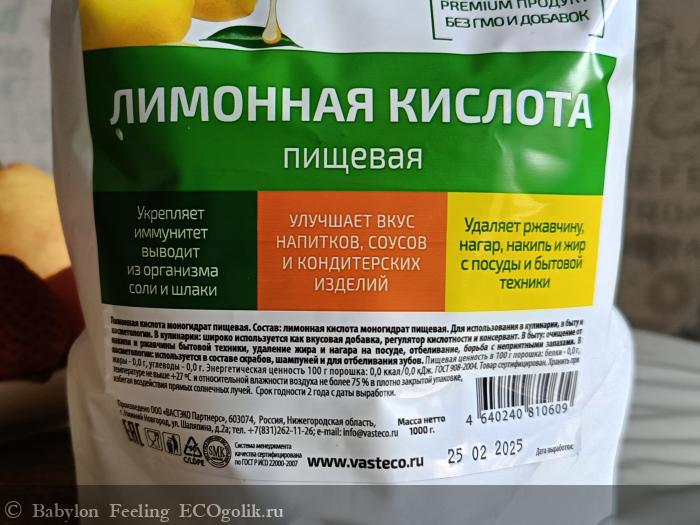 PREMIUM ПРОДУКТ
БЕЗ ГМО И ДОБАВОК
ЛИМОННАЯ КИСЛОТА
пищевая
Укрепляет
иммунитет
выводит
из организма
соли и шлаки
УЛУЧШАЕТ ВКУС
НАПИТКОВ, СОУСОВ
И КОНДИТЕРСКИХ
ИЗДЕЛИЙ
Удаляет ржавчину,
нагар, накипь и жир
с посуды и бытовой
техники
Лимонная кислота моногидрат пищевая. Состав: лимонная кислота моногидрат пищевая. Для использования в кулинарии, в быту и
косметологии. В кулинарии: широко используется как вкусовая добавка, регулятор кислотности и консервант. В быту: очищение от
накипи и ржавчины бытовой техники, удаление жира и нагара на посуде, отбеливание, борьба с неприятными запахами. В
косметологии: используется в составе скрабов, шампуней и для отбеливания зубов. Пищевая ценность в 100 г порошка: белки - 0,0 г,
жиры - 0,0 г, углеводы - 0,0 г. Энергетическая ценность 100 г порошка: 0,0 ккал/0,0 кДж. ГОСТ 908-2004. Товар сертифицирован. Хранить при
температуре не выше +27 °С и относительной влажности воздуха не более 75 % в плотно закрытой упаковке,
избегая воздействия прямых солнечных лучей. Срок годности 2 года с даты выработки.
Произведено ООО «ВАСТЭКО Партнерс», 603074, Россия, Нижегородская область,
г. Нижний Новгород, ул. Шаляпина, д.2а; тел. +7(831)262-11-26; e-mail: info@vasteco.ru
Масса нетто
1000 г.
4 640240 810609
EAC
C/LDPE
SMK
Система менеджмента
качества сертифицирована
по ГОСТ Р ИСО 22000-2007
www.vasteco.ru
25 02 2025
Дата выработки:
© Babylon Feeling ECOgolik.ru